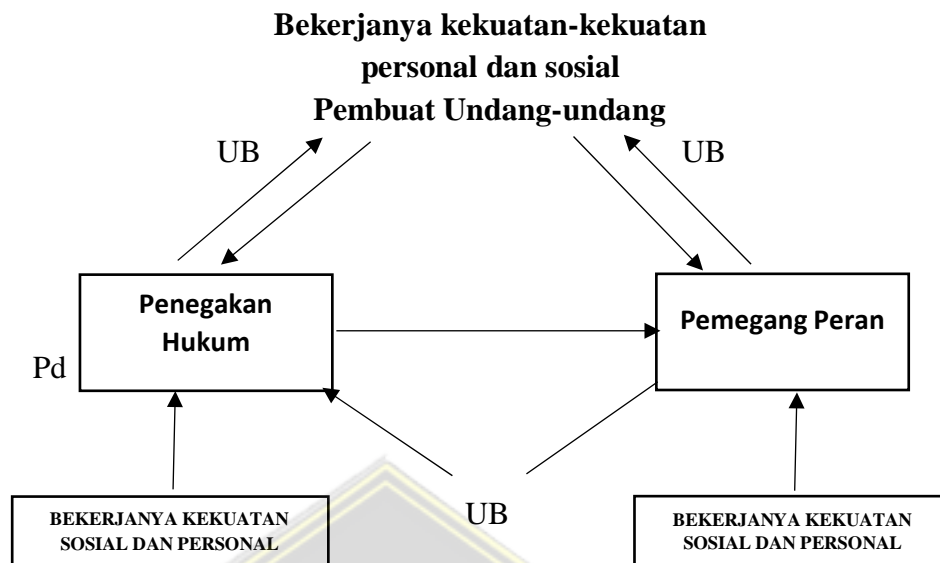 Bekerjanya kekuatan-kekuatan
personal dan sosial
Pembuat Undang-undang
UB
UB
Penegakan
Hukum
Pemegang Peran
Pd
UB
BEKERJANYA KEKUATAN
SOSIAL DAN PERSONAL
BEKERJANYA KEKUATAN
SOSIAL DAN PERSONAL